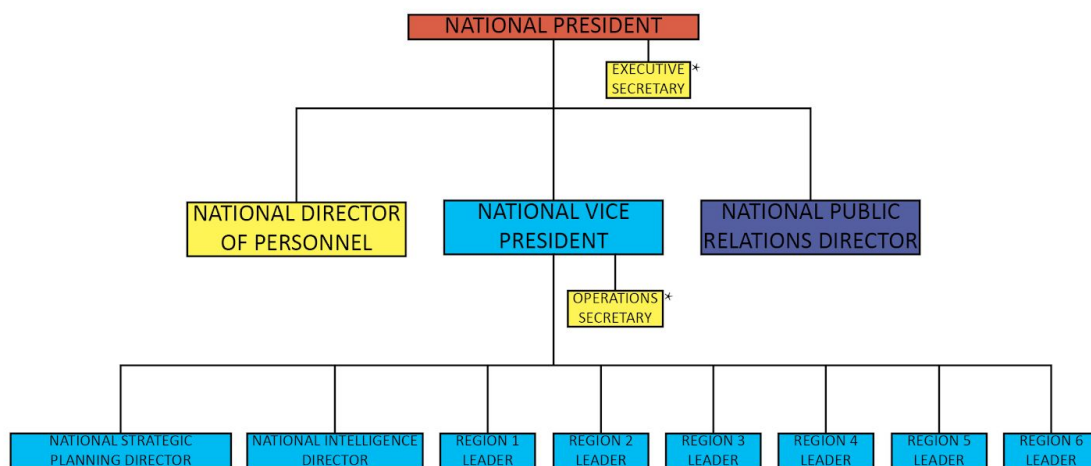 NATIONAL PRESIDENT
EXECUTIVE *
SECRETARY
NATIONAL DIRECTOR
OF PERSONNEL
NATIONAL VICE
PRESIDENT
NATIONAL PUBLIC
RELATIONS DIRECTOR
OPERATIONS *
SECRETARY
NATIONAL STRATEGIC
PLANNING DIRECTOR
NATIONAL INTELLIGENCE
DIRECTOR
REGION 1
LEADER
REGION 2
LEADER
REGION 3
LEADER
REGION 4
LEADER
REGION 5
LEADER
REGION 6
LEADER